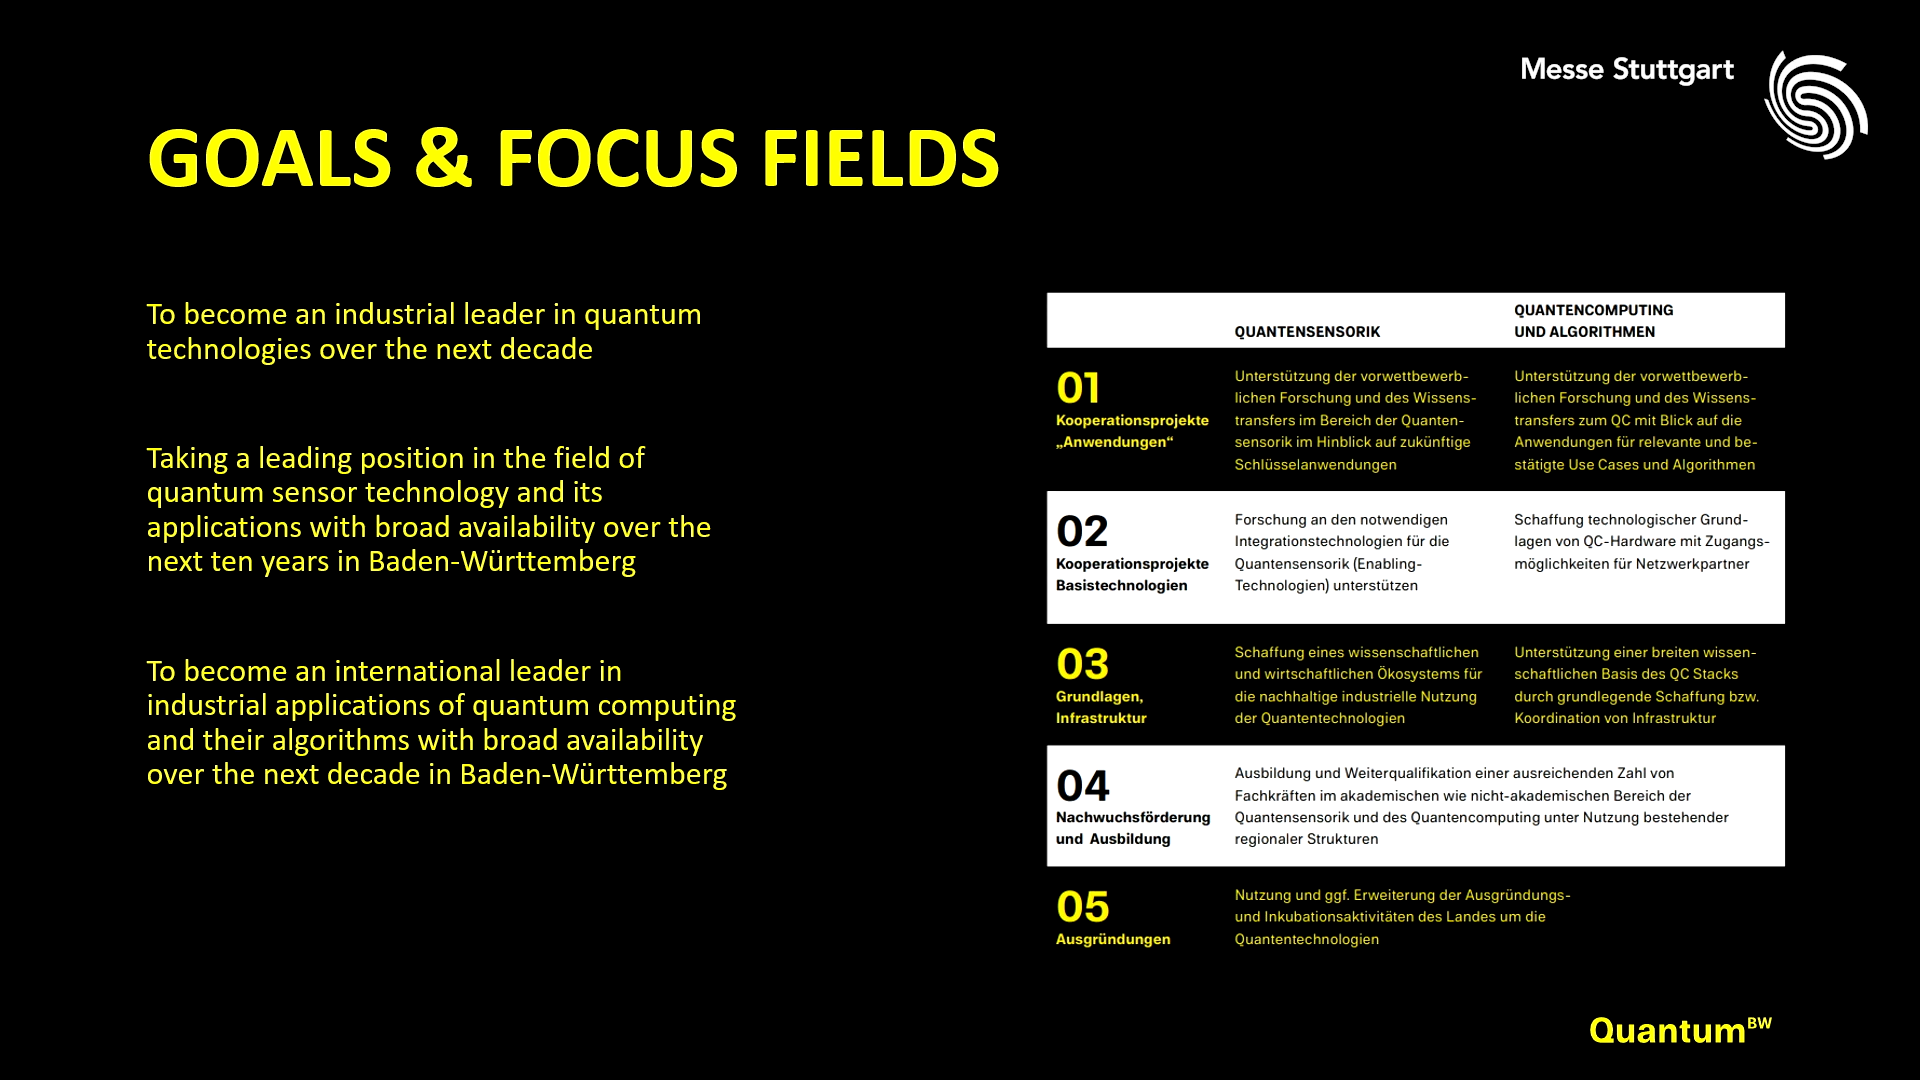 Messe Stuttgart
GOALS & FOCUS FIELDS
To become an industrial leader in quantum
technologies over the next decade
Taking a leading position in the field of
quantum sensor technology and its
applications with broad availability over the
next ten years in Baden-Württemberg
To become an international leader in
industrial applications of quantum computing
and their algorithms with broad availability
over the next decade in Baden-Württemberg
QUANTENSENSORIK
QUANTENCOMPUTING
UND ALGORITHMEN
01
Kooperationsprojekte
„Anwendungen“
Unterstützung der vorwettbewerb-
lichen Forschung und des Wissens-
transfers im Bereich der Quanten-
sensorik im Hinblick auf zukünftige
Schlüsselanwendungen
Unterstützung der vorwettbewerb-
lichen Forschung und des Wissens-
transfers zum QC mit Blick auf die
Anwendungen für relevante und be-
stätigte Use Cases und Algorithmen
02
Kooperationsprojekte
Basistechnologien
Forschung an den notwendigen
Integrationstechnologien für die
Quantensensorik (Enabling-
Technologien) unterstützen
Schaffung technologischer Grund-
lagen von QC-Hardware mit Zugangs-
möglichkeiten für Netzwerkpartner
03
Grundlagen,
Infrastruktur
Schaffung eines wissenschaftlichen
und wirtschaftlichen Ökosystems für
die nachhaltige industrielle Nutzung
der Quantentechnologien
Unterstützung einer breiten wissen-
schaftlichen Basis des QC Stacks
durch grundlegende Schaffung bzw.
Koordination von Infrastruktur
04
Nachwuchsförderung
und Ausbildung
Ausbildung und Weiterqualifikation einer ausreichenden Zahl von
Fachkräften im akademischen wie nicht-akademischen Bereich der
Quantensensorik und des Quantencomputing unter Nutzung bestehender
regionaler Strukturen
05
Ausgründungen
Nutzung und ggf. Erweiterung der Ausgründungs-
und Inkubationsaktivitäten des Landes um die
Quantentechnologien
QuantumBW